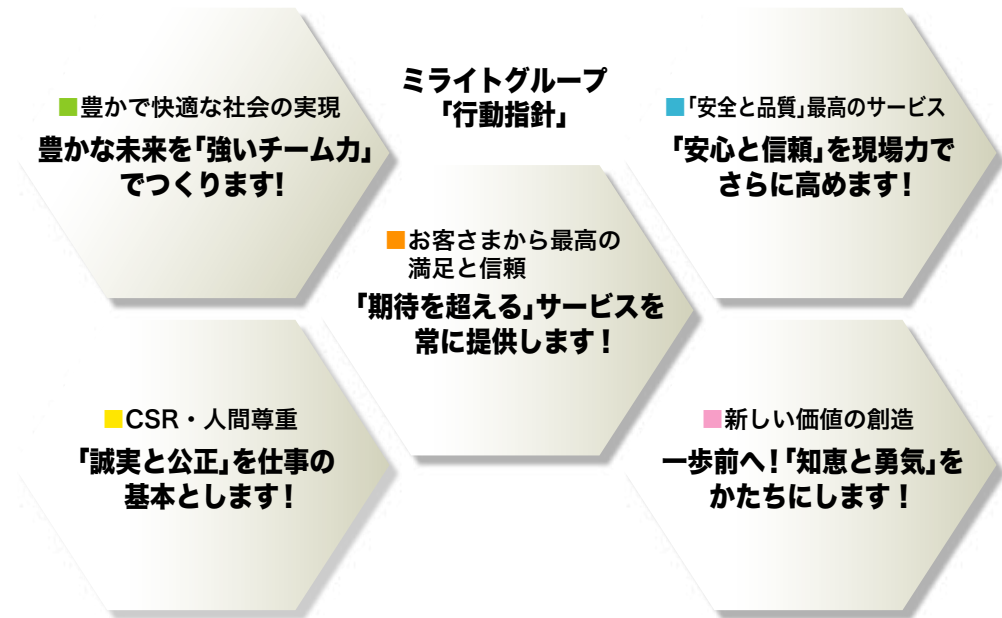 ミライトグループ
「行動指針」
■豊かで快適な社会の実現
豊かな未来を「強いチーム力」
でつくります!
■「安全と品質」最高のサービス
「安心と信頼」を現場力で
さらに高めます!
■お客さまから最高の
満足と信頼
「期待を超える」サービスを
常に提供します!
■CSR・人間尊重
「誠実と公正」を仕事の
基本とします!
■新しい価値の創造
一歩前へ!「知恵と勇気」を
かたちにします!